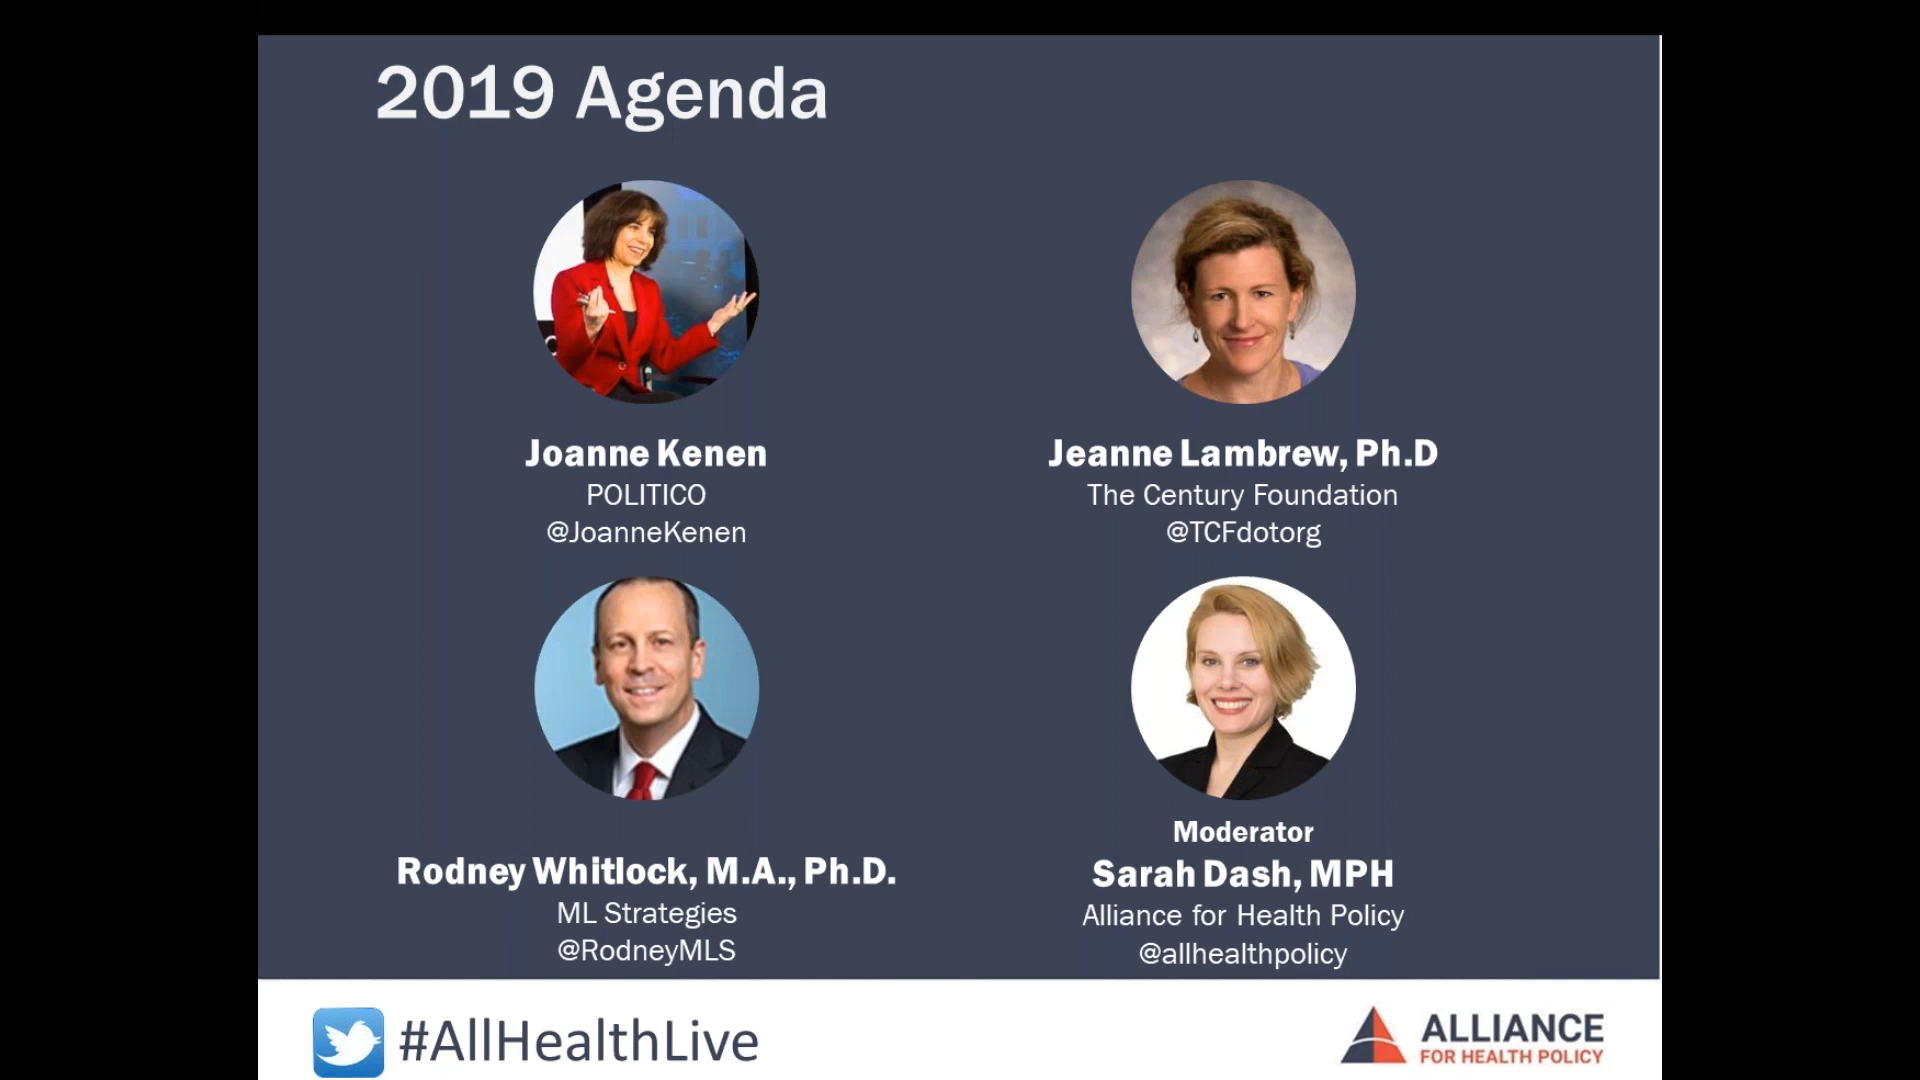 2019 Agenda
Joanne Kenen
POLITICO
@JoanneKenen
Jeanne Lambrew, Ph.D
The Century Foundation
@TCFdotorg
Rodney Whitlock, M.A., Ph.D.
ML Strategies
@RodneyMLS
Moderator
Sarah Dash, MPH
Alliance for Health Policy
@allhealthpolicy
#AllHealthLive
ALLIANCE
FOR HEALTH POLICY